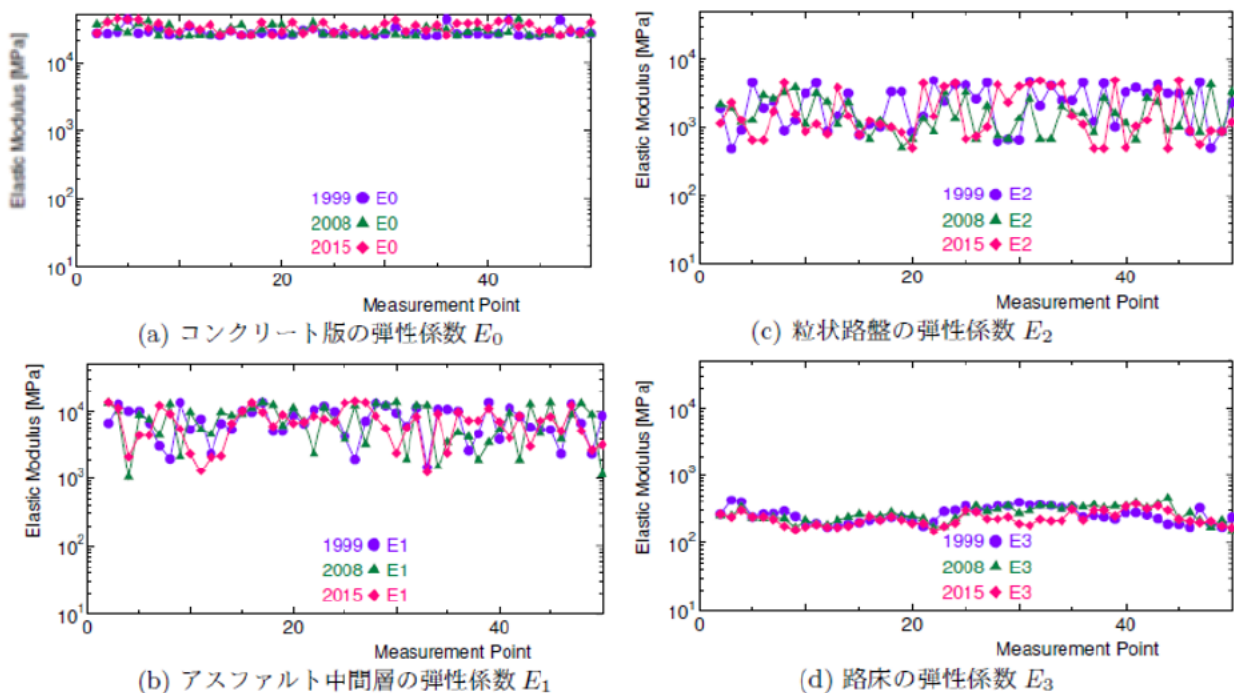 Elastic Modulus [MPa]
10^4
10^3
10^2
10^1
1999 E0
2008 E0
2015 E0
0 20 40
Measurement Point
(a) コンクリート版の弾性係数 E_0
Elastic Modulus [MPa]
10^4
10^3
10^2
10^1
1999 E2
2008 E2
2015 E2
0 20 40
Measurement Point
(c) 粒状路盤の弾性係数 E_2
Elastic Modulus [MPa]
10^4
10^3
10^2
10^1
1999 E1
2008 E1
2015 E1
0 20 40
Measurement Point
(b) アスファルト中間層の弾性係数 E_1
Elastic Modulus [MPa]
10^4
10^3
10^2
10^1
1999 E3
2008 E3
2015 E3
0 20 40
Measurement Point
(d) 路床の弾性係数 E_3